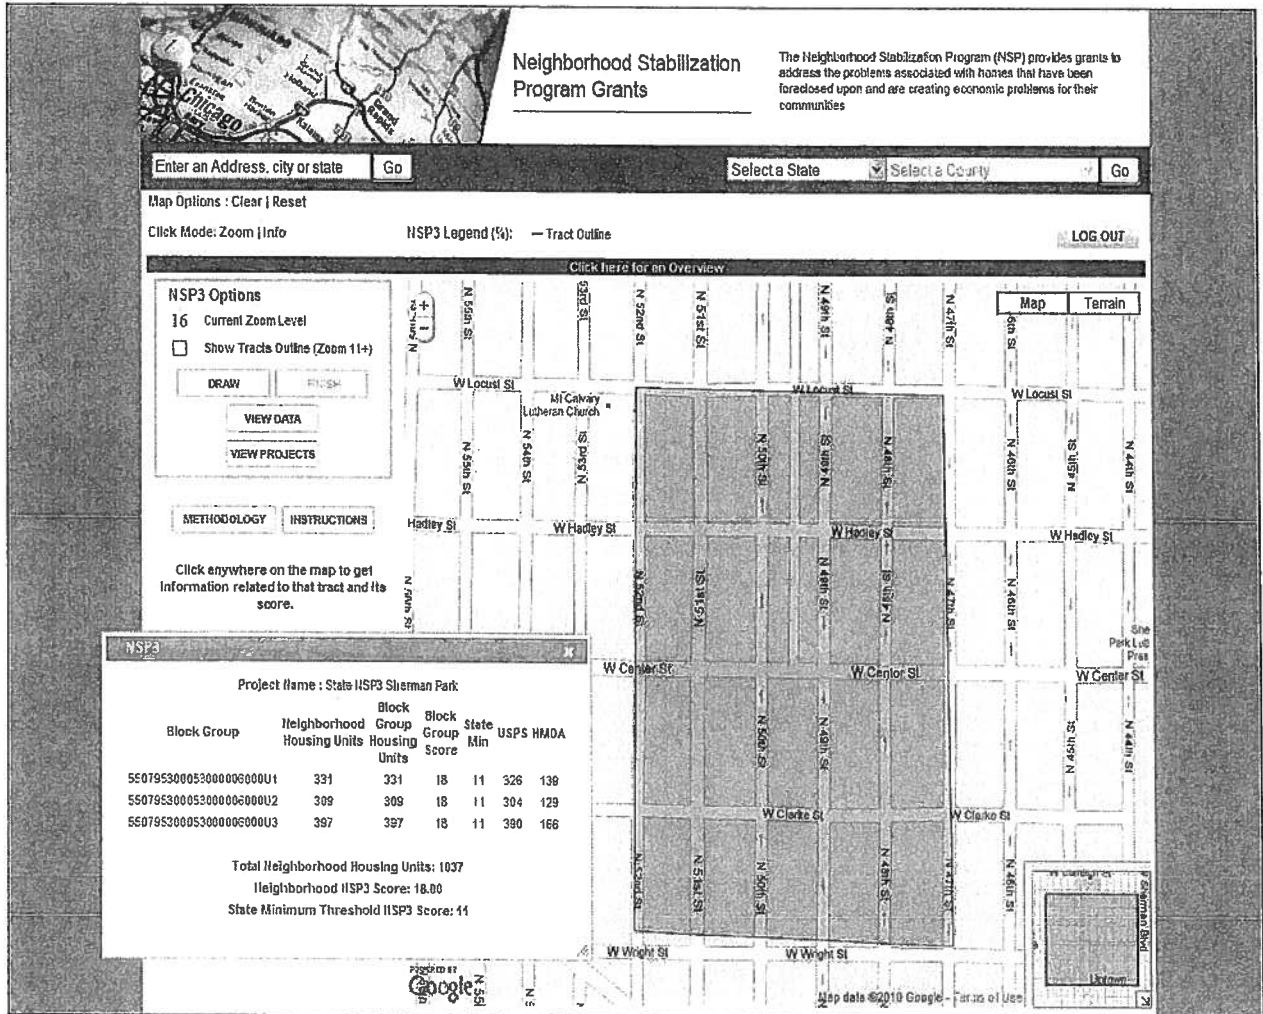 Chicago
Grand Rapids
Neighborhood Stabilization
Program Grants
The Neighborhood Stabilization Program (NSP) provides grants to
address the problems associated with homes that have been
foreclosed upon and are creating economic problems for their
communities
Enter an Address, city or state Go
Select a State Select a County Go
Map Options : Clear | Reset
Click Mode: Zoom | Info NSP3 Legend (%): — Tract Outline
LOG OUT
Click here for an Overview
NSP3 Options
16 Current Zoom Level
Show Tracts Outline (Zoom 11+)
DRAW FINISH
VIEW DATA
VIEW PROJECTS
METHODOLOGY INSTRUCTIONS
Click anywhere on the map to get
information related to that tract and its
score.
NSP3 x
Project Name : State NSP3 Sherman Park
Block Group Neighborhood Housing Units Block Group Housing Units Block Group Score State Min USPS HMDA
550795300053000006000U1 331 331 18 11 326 139
550795300053000006000U2 309 309 18 11 304 129
550795300053000006000U3 397 397 18 11 390 166
Total Neighborhood Housing Units: 1037
Neighborhood NSP3 Score: 18.00
State Minimum Threshold NSP3 Score: 11
+
−
Map Terrain
N 55th St
53rd St
N 52nd St
N 51st St
N 49th St
N 48th St
N 47th St
W Locust St
W Locust St
W Locust St
Mt Calvary
Lutheran Church
N 55th St
N 54th St
N 53rd St
N 50th St
N 49th St
N 48th St
N 46th St
N 45th St
N 44th St
Hadley St
W Hadley St
W Hadley St
W Hadley St
N 52nd St
N 51st St
N 49th St
N 48th St
N 47th St
N 46th St
W Center St
W Center St
W Center St
N 50th St
N 49th St
N 45th St
N 44th St
W Clarke St
W Clarke St
N 52nd St
N 51st St
N 50th St
N 48th St
N 47th St
N 46th St
W Wright St
W Wright St
POWERED BY
Google
Map data ©2010 Google - Terms of Use
N Sherman Blvd
Uptown